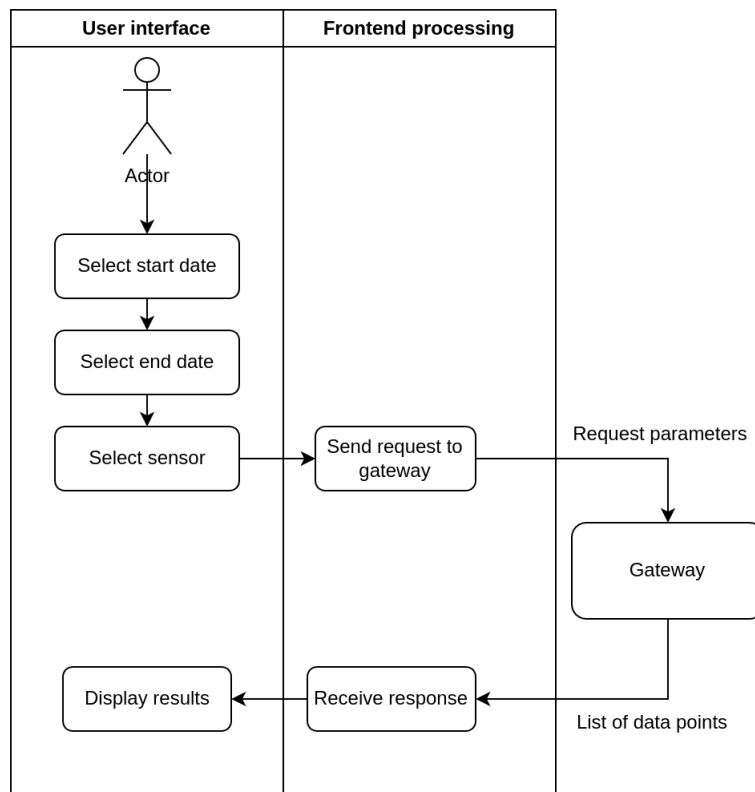 User interface
Frontend processing
Actor
Select start date
Select end date
Select sensor
Send request to
gateway
Request parameters
Gateway
Display results
Receive response
List of data points